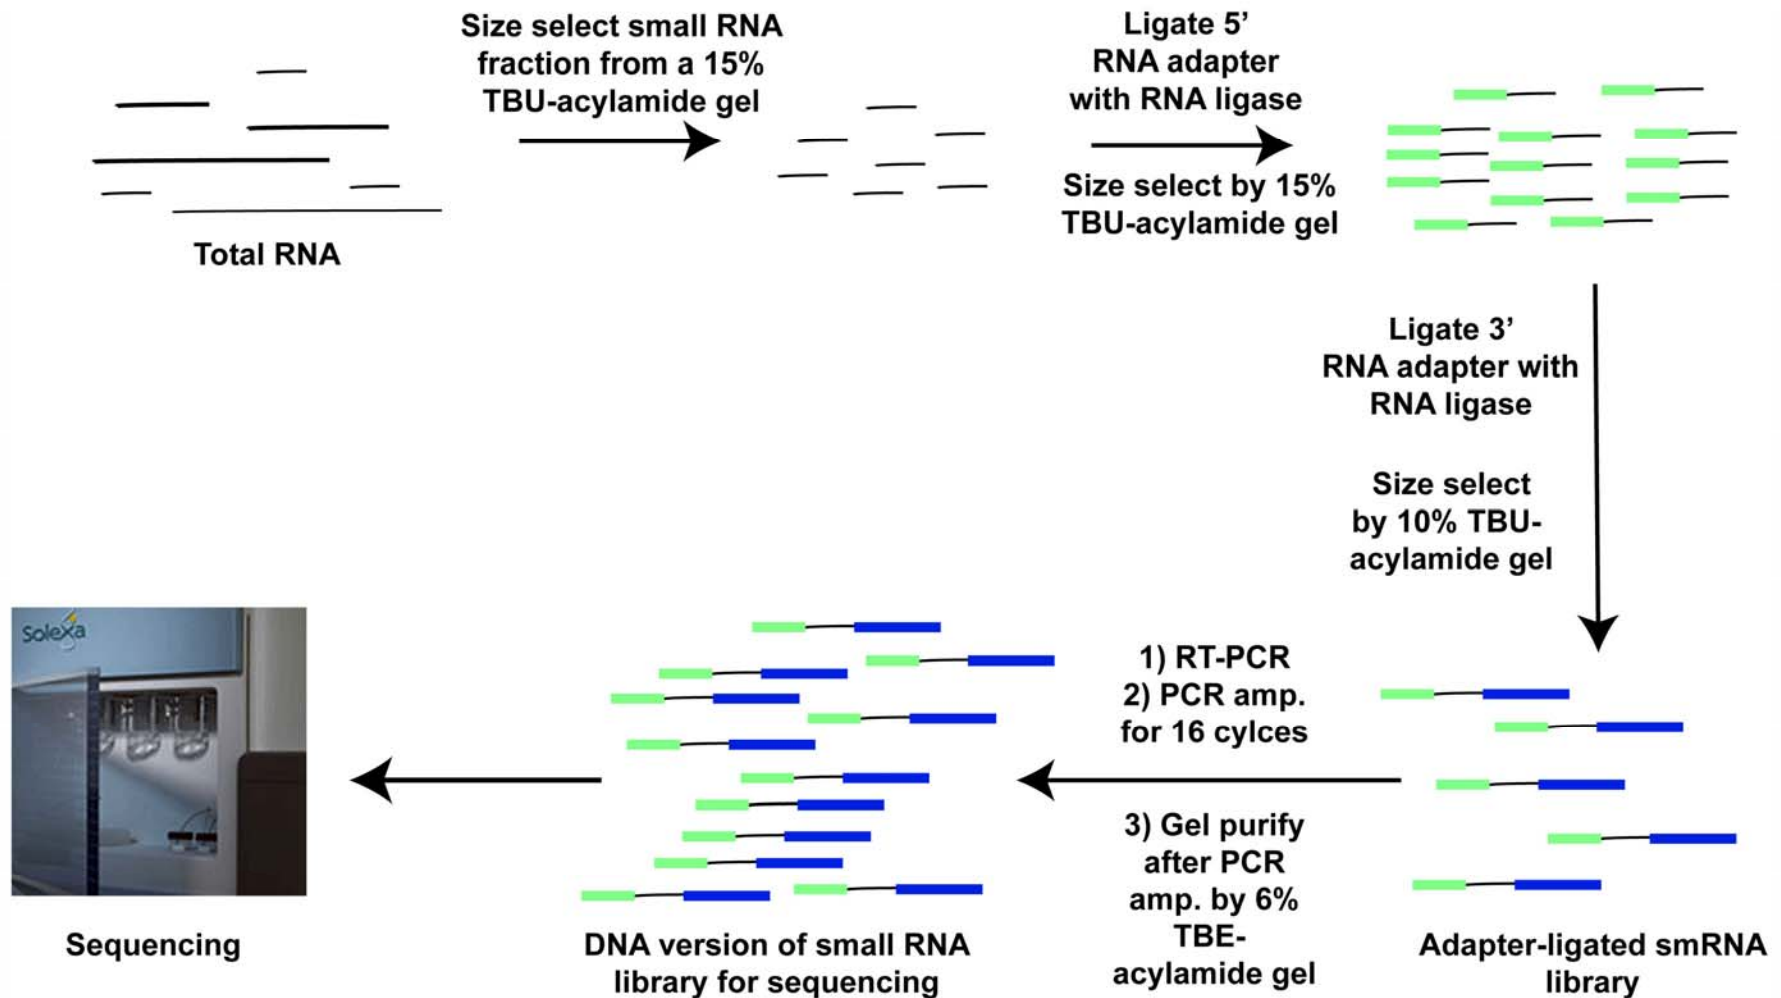 Size select small RNA
fraction from a 15%
TBU-acylamide gel
Ligate 5’
RNA adapter
with RNA ligase
Size select by 15%
TBU-acylamide gel
Total RNA
Ligate 3’
RNA adapter with
RNA ligase
Size select
by 10% TBU-
acylamide gel
Solexa
1) RT-PCR
2) PCR amp.
for 16 cylces
3) Gel purify
after PCR
amp. by 6%
TBE-
acylamide gel
Sequencing
DNA version of small RNA
library for sequencing
Adapter-ligated smRNA
library